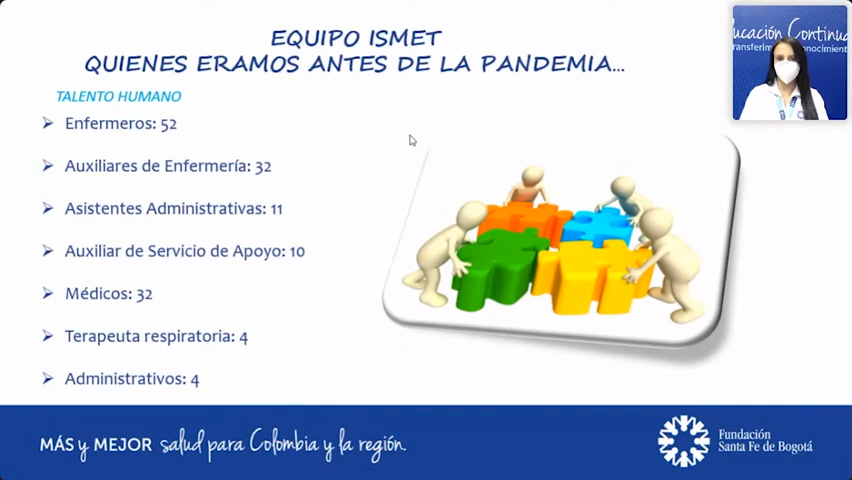 EQUIPO ISMET
QUIENES ERAMOS ANTES DE LA PANDEMIA...
TALENTO HUMANO
Enfermeros: 52
Auxiliares de Enfermería: 32
Asistentes Administrativas: 11
Auxiliar de Servicio de Apoyo: 10
Médicos: 32
Terapeuta respiratoria: 4
Administrativos: 4
MÁS y MEJOR salud para Colombia y la región.
Fundación
Santa Fe de Bogotá